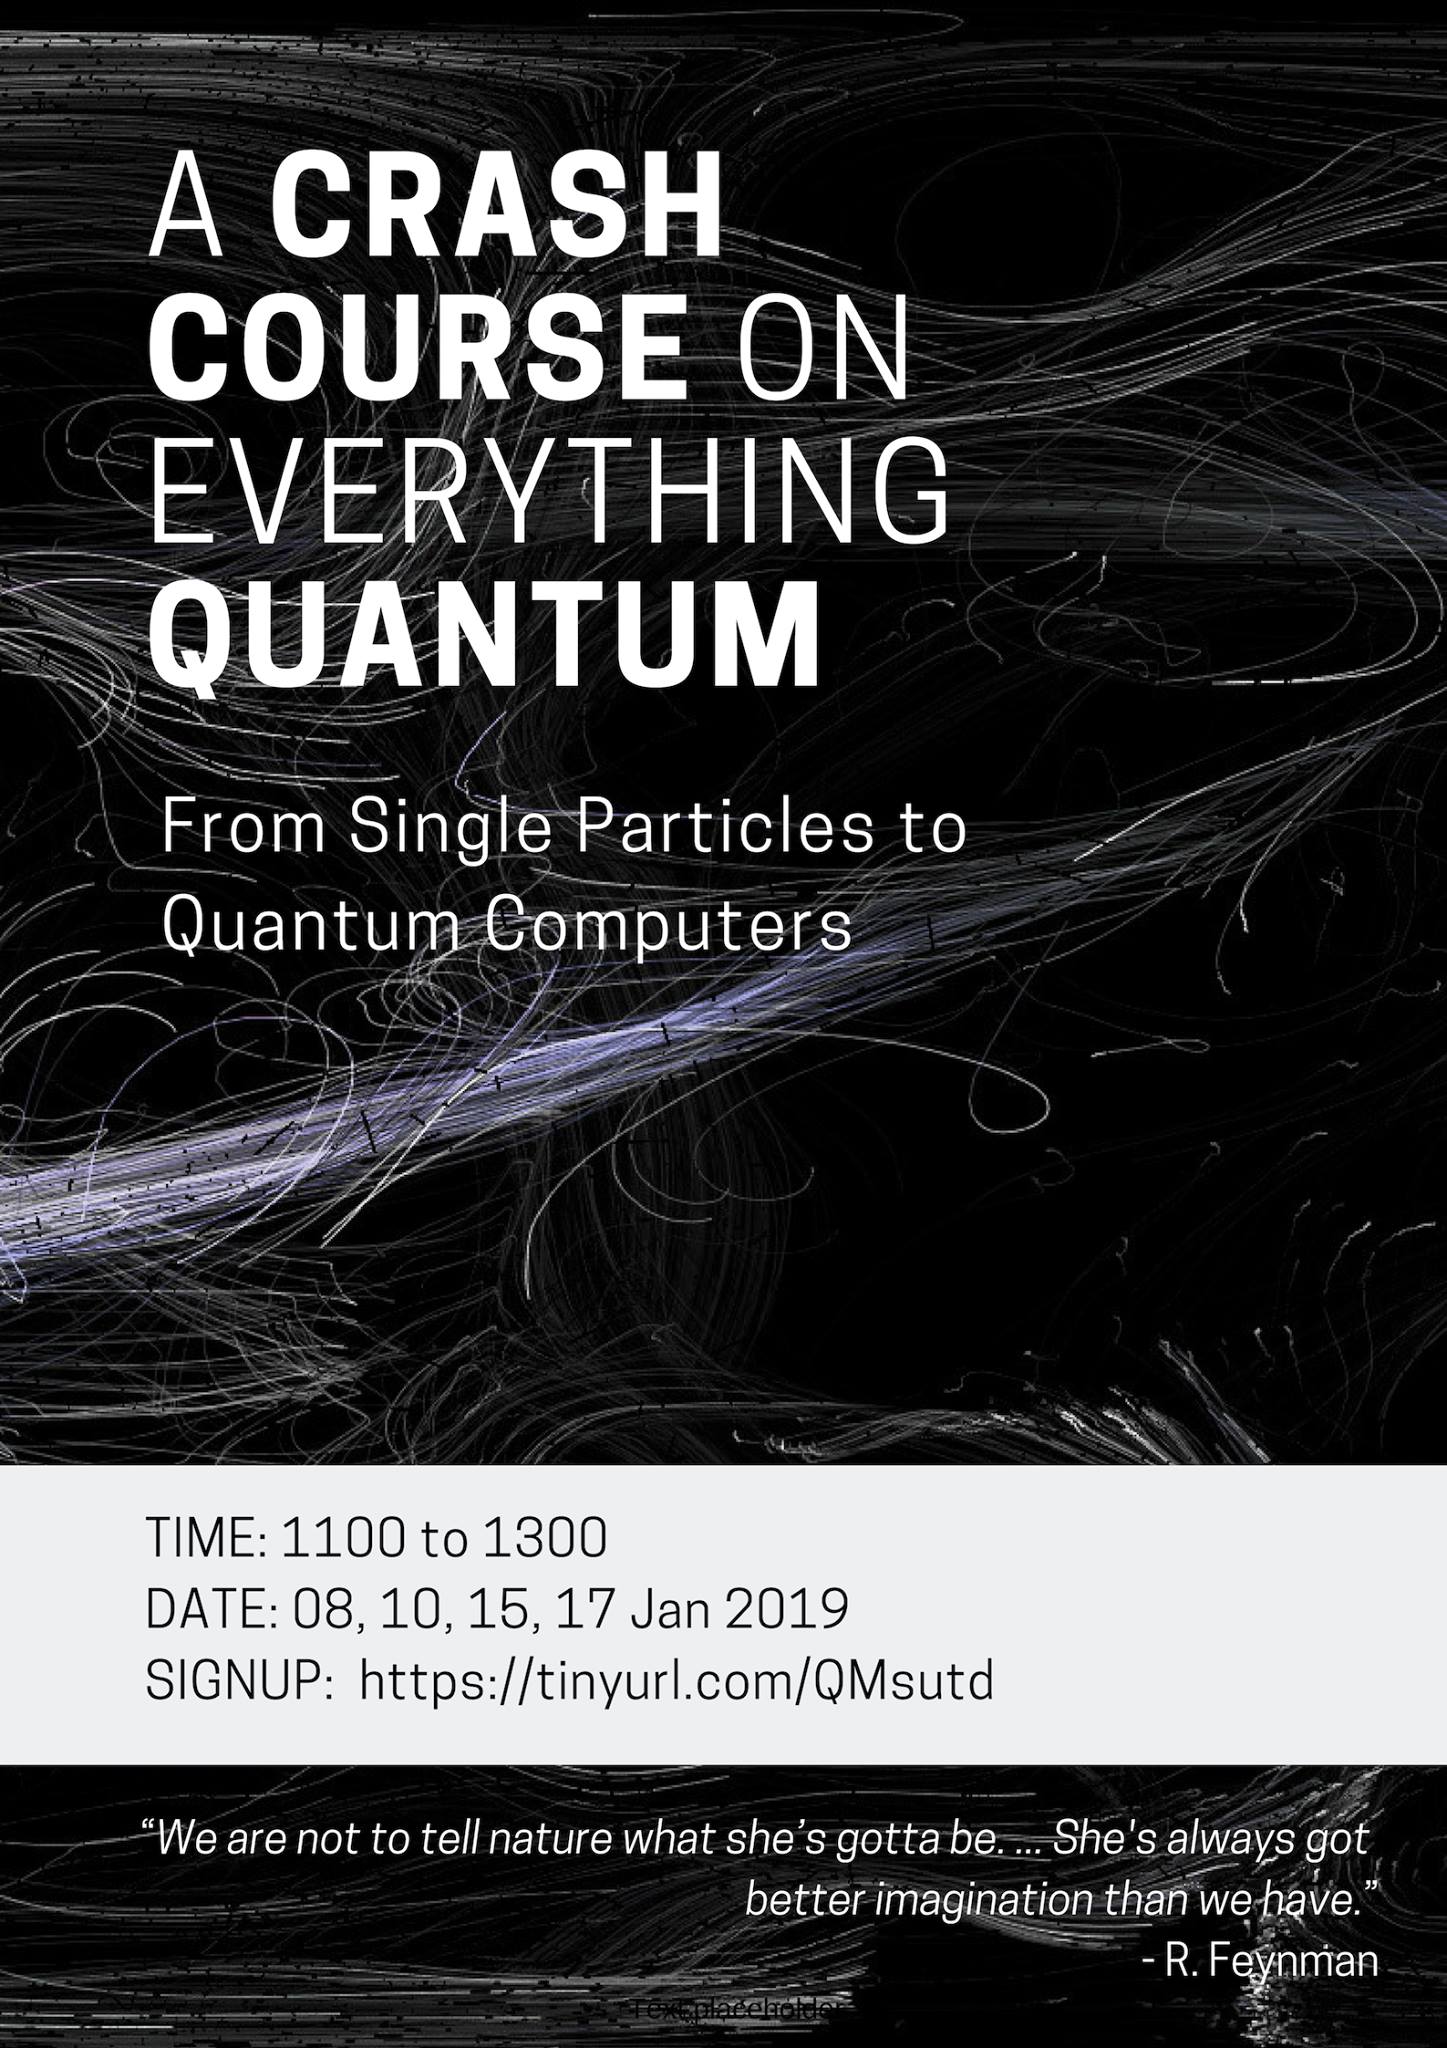 A CRASH
COURSE ON
EVERYTHING
QUANTUM
From Single Particles to
Quantum Computers
TIME: 1100 to 1300
DATE: 08, 10, 15, 17 Jan 2019
SIGNUP: https://tinyurl.com/QMsutd
“We are not to tell nature what she’s gotta be. ... She's always got
better imagination than we have.”
- R. Feynman
Text placeholder